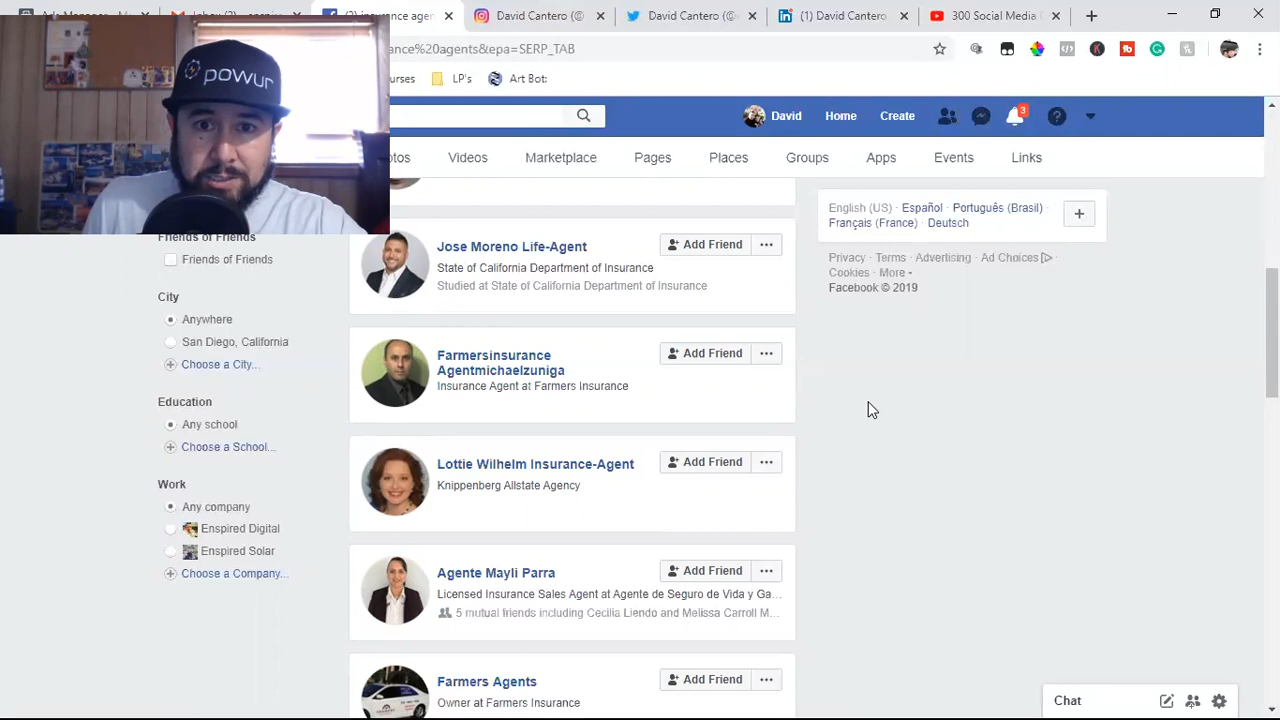 insurance agen
David Cantero (@
David Cantero (@
(1) David Cantero
300 Social Media
ance%20agents&epa=SERP_TAB
urses
LP's
Art Bot:
powur
David
Home
Create
3
otos
Videos
Marketplace
Pages
Places
Groups
Apps
Events
Links
English (US) · Español · Português (Brasil) ·
Français (France) · Deutsch
Privacy · Terms · Advertising · Ad Choices ·
Cookies · More
Facebook © 2019
Friends of Friends
Friends of Friends
City
Anywhere
San Diego, California
Choose a City...
Education
Any school
Choose a School...
Work
Any company
Enspired Digital
Enspired Solar
Choose a Company...
Jose Moreno Life-Agent
Add Friend
State of California Department of Insurance
Studied at State of California Department of Insurance
Farmersinsurance
Agentmichaelzuniga
Add Friend
Insurance Agent at Farmers Insurance
Lottie Wilhelm Insurance-Agent
Add Friend
Knippenberg Allstate Agency
Agente Mayli Parra
Add Friend
Licensed Insurance Sales Agent at Agente de Seguro de Vida y Ga...
5 mutual friends including Cecilia Liendo and Melissa Carroll M...
Farmers Agents
Add Friend
Owner at Farmers Insurance
Chat